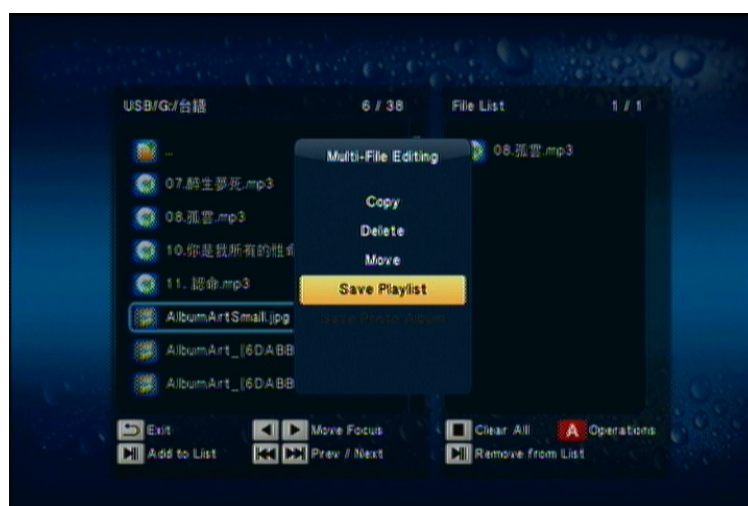 USB/G:/台語
6 / 38
File List
1 / 1
..
07.醉生夢死.mp3
08.孤雲.mp3
10.你是我所有的性命
11. 認命.mp3
AlbumArtSmall.jpg
AlbumArt_{6DABB
AlbumArt_{6DABB
Multi-File Editing
Copy
Delete
Move
Save Playlist
Save Photo Album
08.孤雲.mp3
Exit
Move Focus
Add to List
Prev / Next
Clear All
A Operations
Remove from List